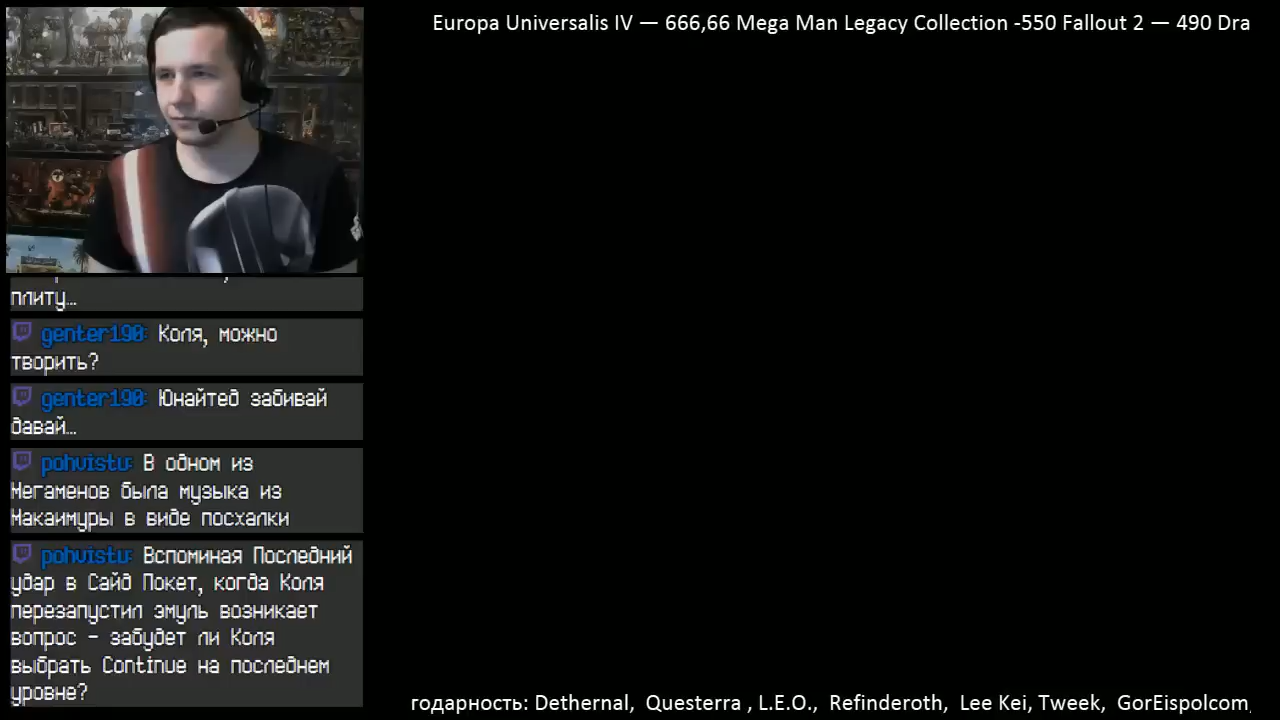 Europa Universalis IV — 666,66 Mega Man Legacy Collection -550 Fallout 2 — 490 Dra
плиту…
genter190: Коля, можно
творить?
genter190: Юнайтед забивай
давай…
pohvistu: В одном из
Мегаменов была музыка из
Макаимуры в виде посхалки
pohvistu: Вспоминая Последний
удар в Сайд Покет, когда Коля
перезапустил эмуль возникает
вопрос - забудет ли Коля
выбрать Continue на последнем
уровне?
годарность: Dethernal, Questerra , L.E.O., Refinderoth, Lee Kei, Tweek, GorEispolcom,